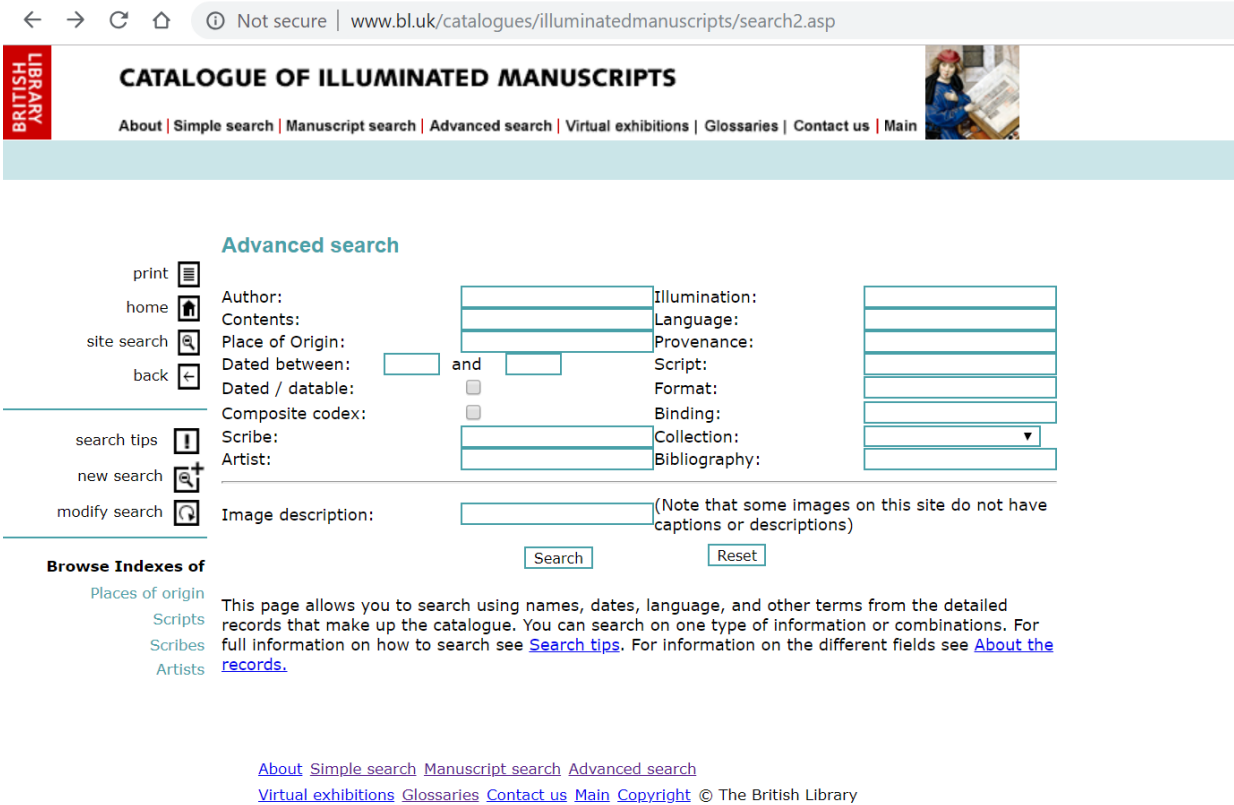 Not secure | www.bl.uk/catalogues/illuminatedmanuscripts/search2.asp
BRITISH
LIBRARY
CATALOGUE OF ILLUMINATED MANUSCRIPTS
About | Simple search | Manuscript search | Advanced search | Virtual exhibitions | Glossaries | Contact us | Main
print
home
site search
back
search tips
new search
modify search
Browse Indexes of
Places of origin
Scripts
Scribes
Artists
Advanced search
Author: Illumination:
Contents: Language:
Place of Origin: Provenance:
Dated between: and Script:
Dated / datable: Format:
Composite codex: Binding:
Scribe: Collection:
Artist: Bibliography:
Image description: (Note that some images on this site do not have
captions or descriptions)
Search Reset
This page allows you to search using names, dates, language, and other terms from the detailed
records that make up the catalogue. You can search on one type of information or combinations. For
full information on how to search see Search tips. For information on the different fields see About the
records.
About Simple search Manuscript search Advanced search
Virtual exhibitions Glossaries Contact us Main Copyright © The British Library